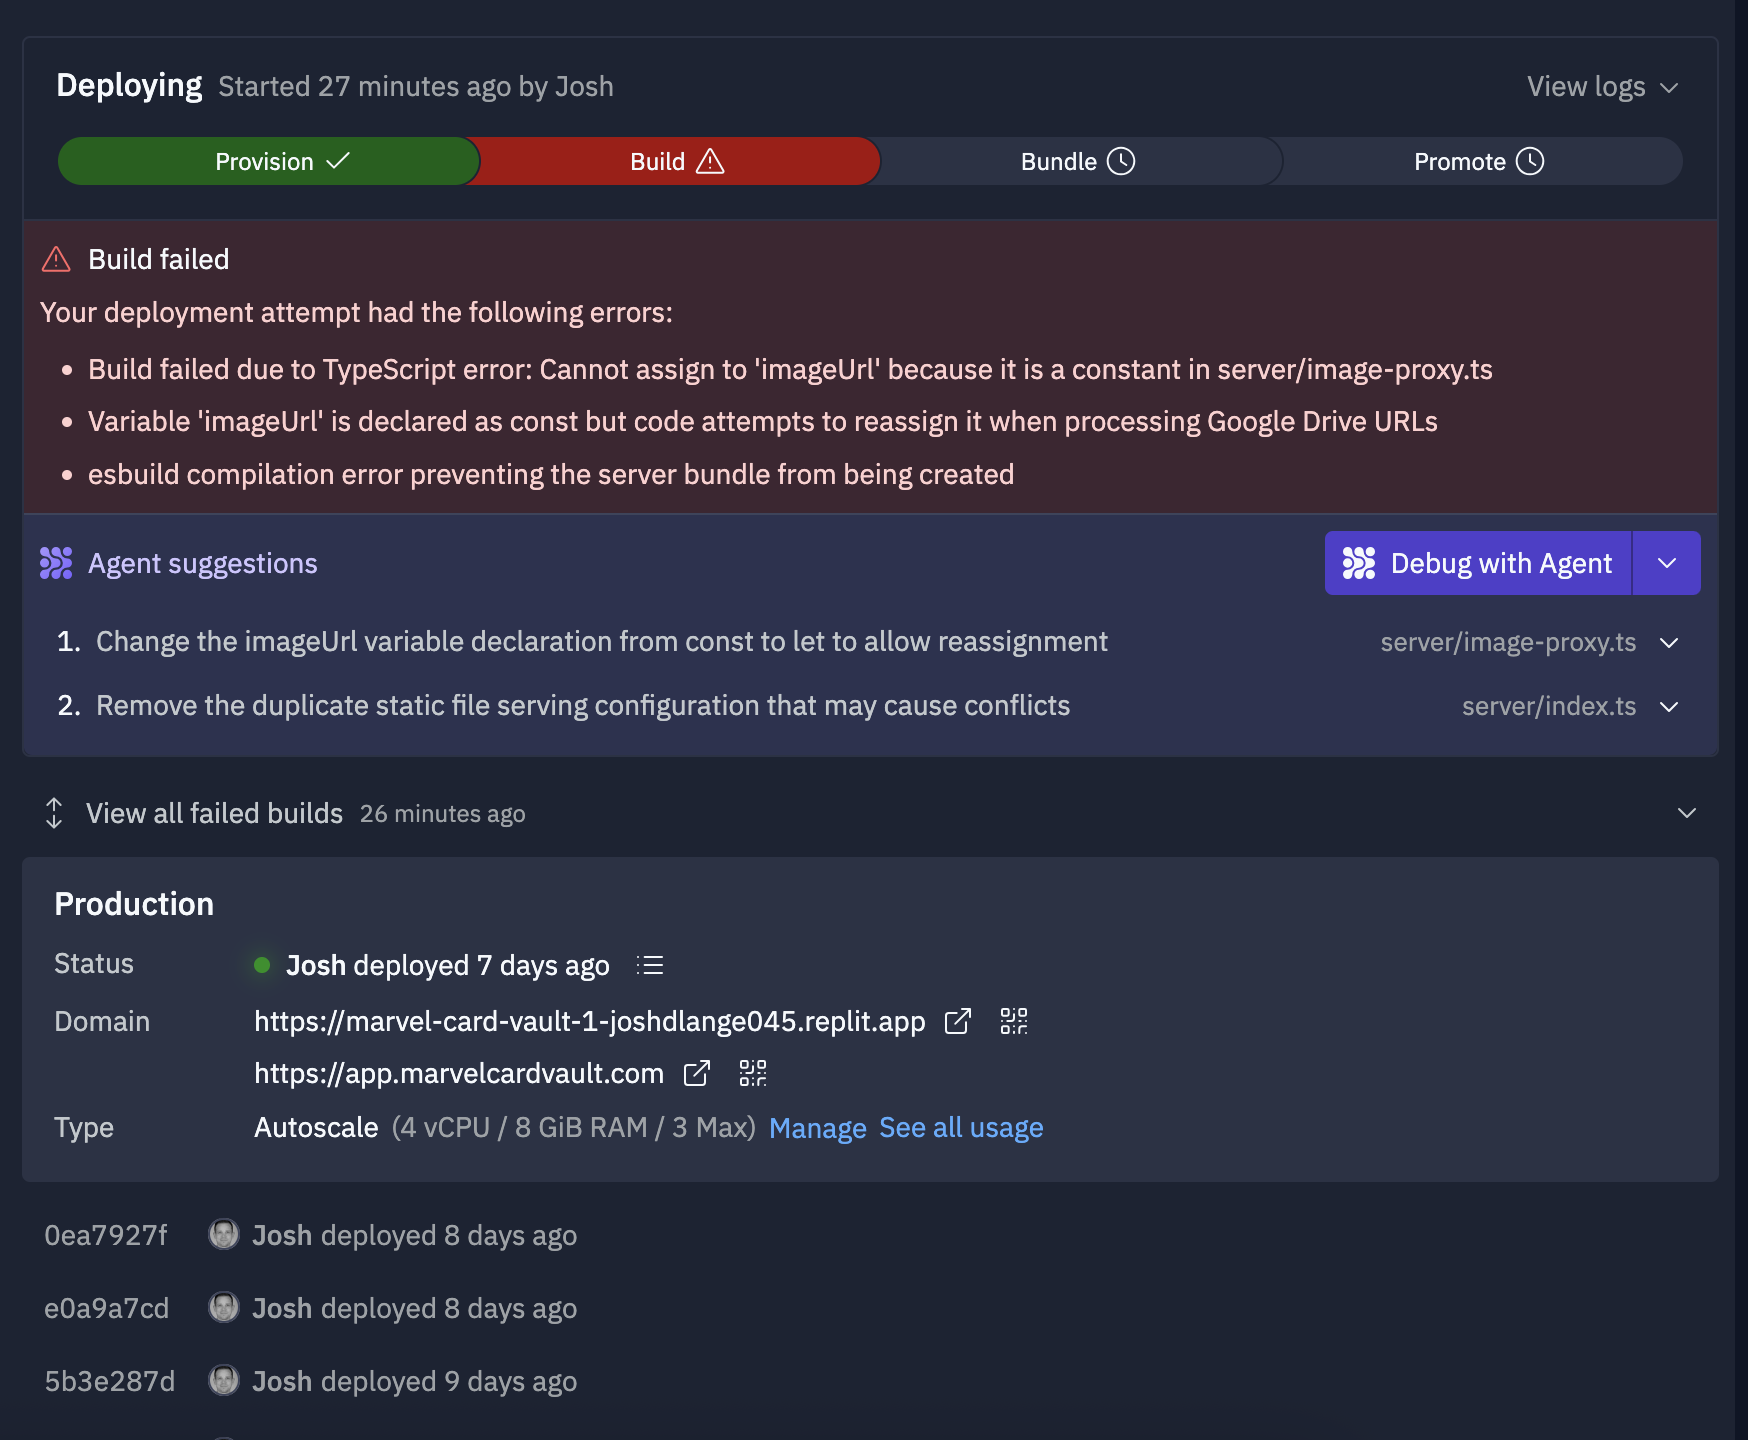 Deploying Started 27 minutes ago by Josh View logs
Provision Build Bundle Promote
Build failed
Your deployment attempt had the following errors:
• Build failed due to TypeScript error: Cannot assign to 'imageUrl' because it is a constant in server/image-proxy.ts
• Variable 'imageUrl' is declared as const but code attempts to reassign it when processing Google Drive URLs
• esbuild compilation error preventing the server bundle from being created
Agent suggestions Debug with Agent
1. Change the imageUrl variable declaration from const to let to allow reassignment server/image-proxy.ts
2. Remove the duplicate static file serving configuration that may cause conflicts server/index.ts
View all failed builds 26 minutes ago
Production
Status Josh deployed 7 days ago
Domain https://marvel-card-vault-1-joshdlange045.replit.app
https://app.marvelcardvault.com
Type Autoscale (4 vCPU / 8 GiB RAM / 3 Max) Manage See all usage
0ea7927f Josh deployed 8 days ago
e0a9a7cd Josh deployed 8 days ago
5b3e287d Josh deployed 9 days ago